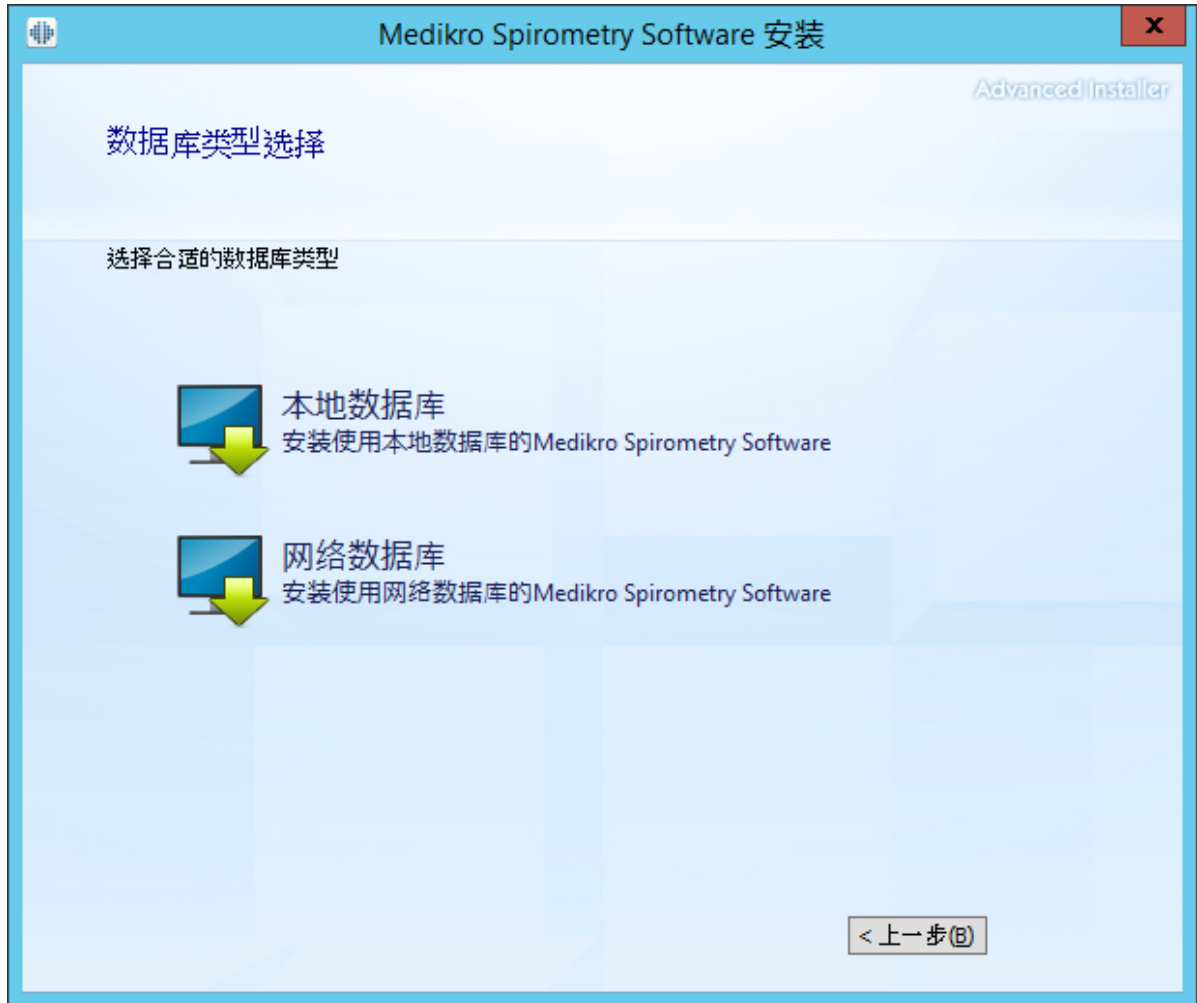 Medikro Spirometry Software 安装
x
Advanced Installer
数据库类型选择
选择合适的数据库类型
本地数据库
安装使用本地数据库的Medikro Spirometry Software
网络数据库
安装使用网络数据库的Medikro Spirometry Software
< 上一步(B)